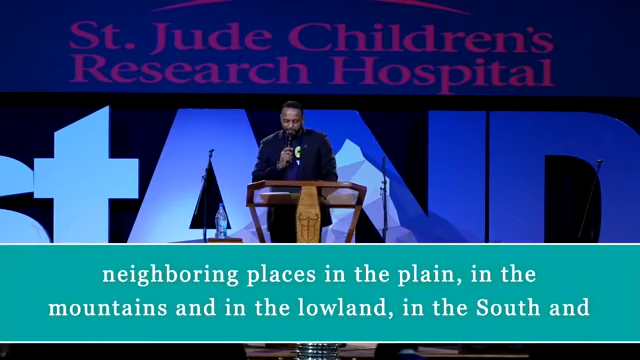 St. Jude Children's
Research Hospital
stAND
neighboring places in the plain, in the
mountains and in the lowland, in the South and